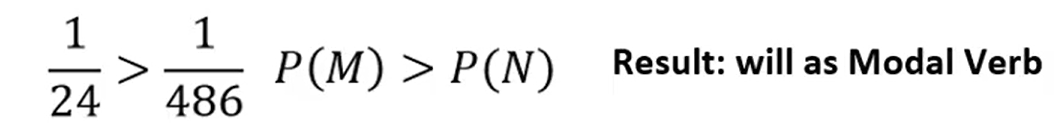 1/24 > 1/486 P(M) > P(N) Result: will as Modal Verb